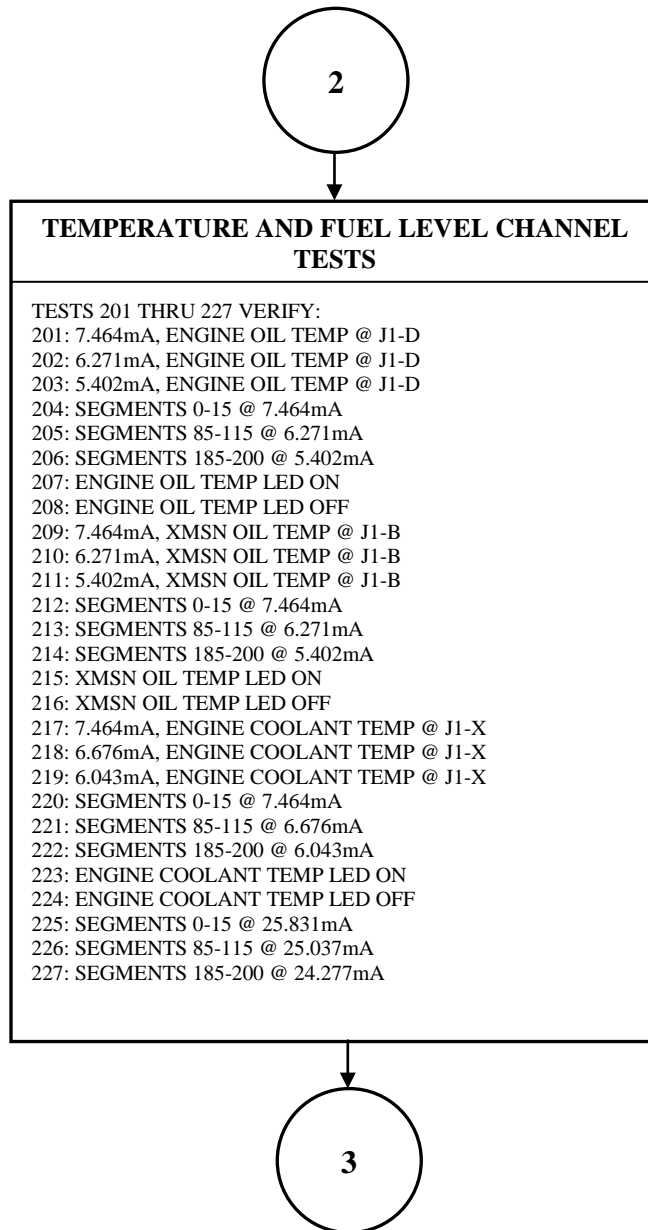 2
TEMPERATURE AND FUEL LEVEL CHANNEL
TESTS
TESTS 201 THRU 227 VERIFY:
201: 7.464mA, ENGINE OIL TEMP @ J1-D
202: 6.271mA, ENGINE OIL TEMP @ J1-D
203: 5.402mA, ENGINE OIL TEMP @ J1-D
204: SEGMENTS 0-15 @ 7.464mA
205: SEGMENTS 85-115 @ 6.271mA
206: SEGMENTS 185-200 @ 5.402mA
207: ENGINE OIL TEMP LED ON
208: ENGINE OIL TEMP LED OFF
209: 7.464mA, XMSN OIL TEMP @ J1-B
210: 6.271mA, XMSN OIL TEMP @ J1-B
211: 5.402mA, XMSN OIL TEMP @ J1-B
212: SEGMENTS 0-15 @ 7.464mA
213: SEGMENTS 85-115 @ 6.271mA
214: SEGMENTS 185-200 @ 5.402mA
215: XMSN OIL TEMP LED ON
216: XMSN OIL TEMP LED OFF
217: 7.464mA, ENGINE COOLANT TEMP @ J1-X
218: 6.676mA, ENGINE COOLANT TEMP @ J1-X
219: 6.043mA, ENGINE COOLANT TEMP @ J1-X
220: SEGMENTS 0-15 @ 7.464mA
221: SEGMENTS 85-115 @ 6.676mA
222: SEGMENTS 185-200 @ 6.043mA
223: ENGINE COOLANT TEMP LED ON
224: ENGINE COOLANT TEMP LED OFF
225: SEGMENTS 0-15 @ 25.831mA
226: SEGMENTS 85-115 @ 25.037mA
227: SEGMENTS 185-200 @ 24.277mA
3